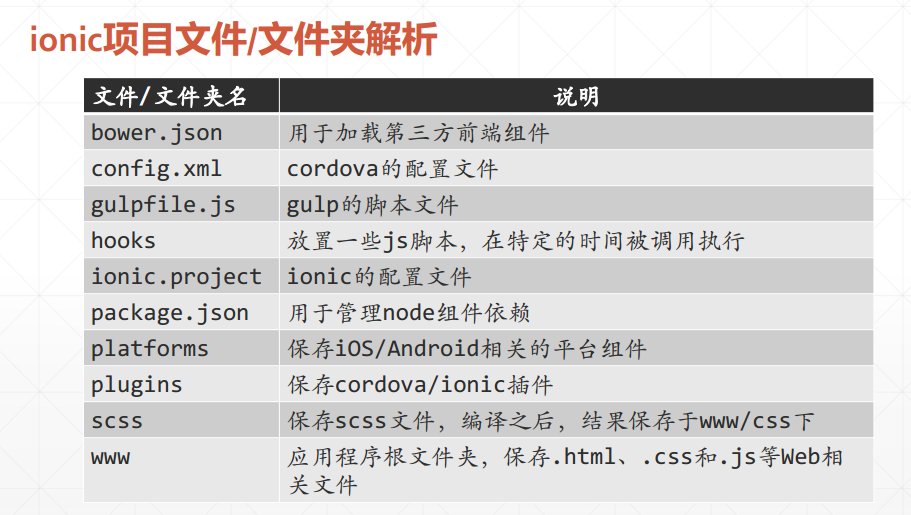 ionic项目文件/文件夹解析
文件/文件夹名 说明
bower.json 用于加载第三方前端组件
config.xml cordova的配置文件
gulpfile.js gulp的脚本文件
hooks 放置一些js脚本，在特定的时间被调用执行
ionic.project ionic的配置文件
package.json 用于管理node组件依赖
platforms 保存iOS/Android相关的平台组件
plugins 保存cordova/ionic插件
scss 保存scss文件，编译之后，结果保存于www/css下
www 应用程序根文件夹，保存.html、.css和.js等Web相
关文件